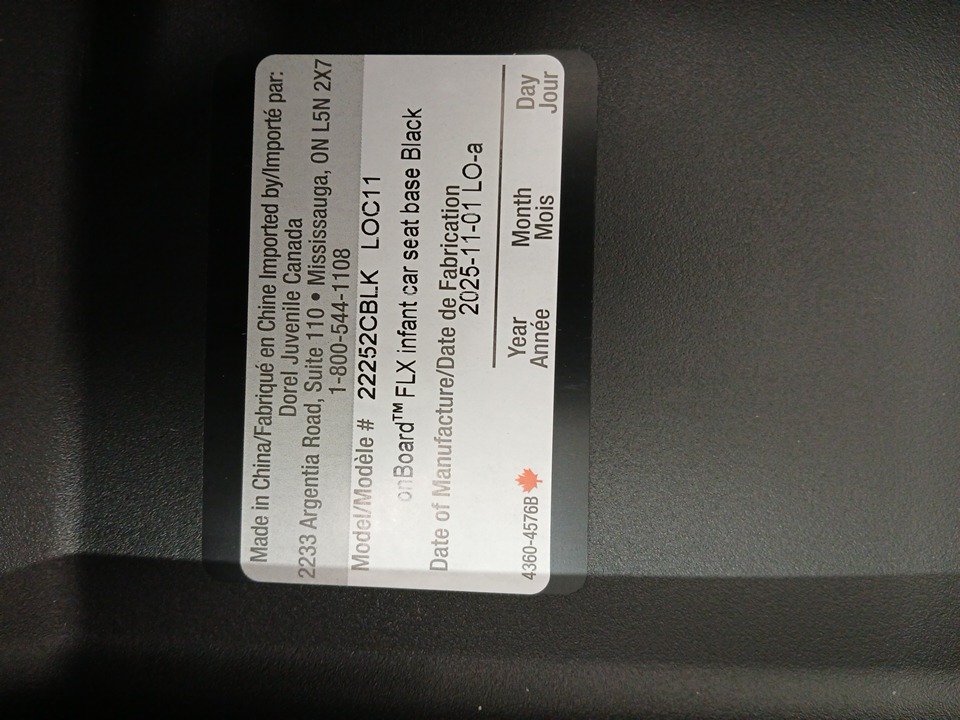 Made in China/Fabriqué en Chine Imported by/Importé par:
Dorel Juvenile Canada
2233 Argentia Road, Suite 110 • Mississauga, ON L5N 2X7
1-800-544-1108
Model/Modèle # 22252CBLK LOC11
onBoard™ FLX infant car seat base Black
Date of Manufacture/Date de Fabrication
2025-11-01 LO-a
Year Month Day
Année Mois Jour
4360-4576B